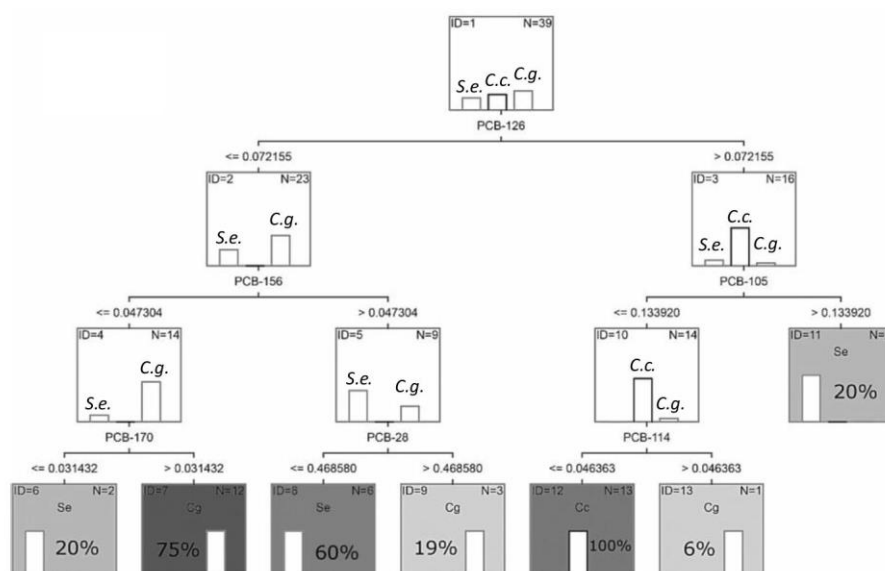 ID=1 N=39
S.e. C.c. C.g.
PCB-126
<= 0.072155 > 0.072155
ID=2 N=23 ID=3 N=16
S.e. C.g. S.e. C.c. C.g.
PCB-156 PCB-105
<= 0.047304 > 0.047304 <= 0.133920 > 0.133920
ID=4 N=14 ID=5 N=9 ID=10 N=14 ID=11 N=
S.e. C.g. S.e. C.g. C.c. C.g. Se 20%
PCB-170 PCB-28 PCB-114
<= 0.031432 > 0.031432 <= 0.468580 > 0.468580 <= 0.046363 > 0.046363
ID=6 N=2 ID=7 N=12 ID=8 N=6 ID=9 N=3 ID=12 N=13 ID=13 N=1
Se Cg Se Cg Cc Cg
20% 75% 60% 19% 100% 6%